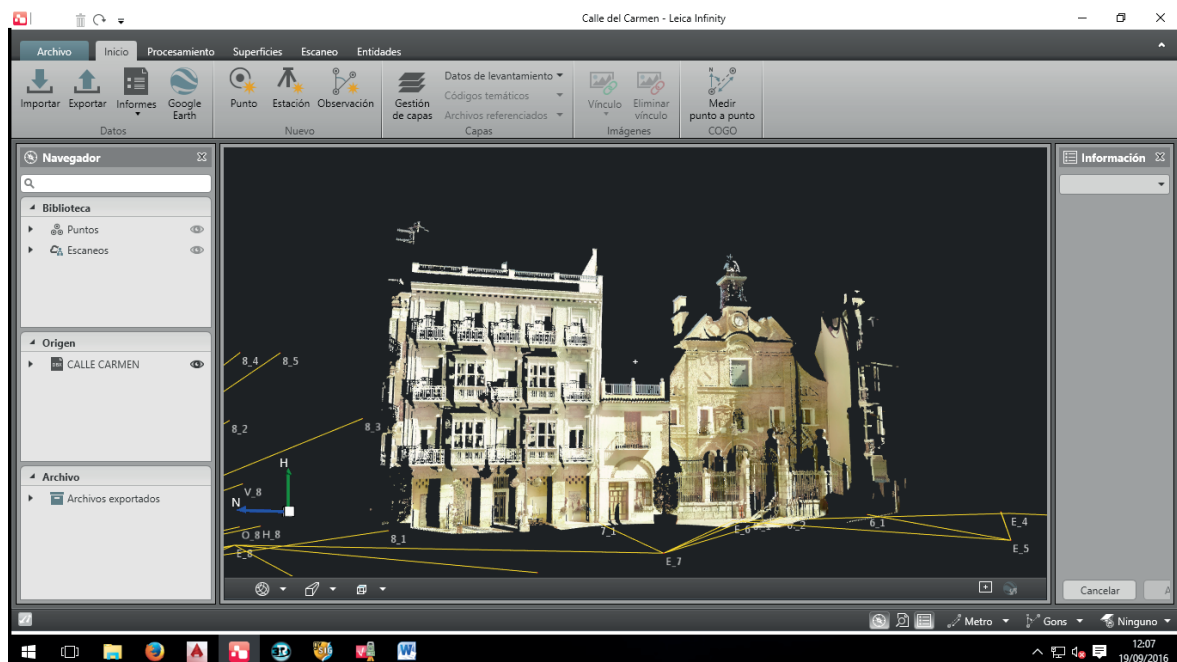 Calle del Carmen - Leica Infinity
Archivo Inicio Procesamiento Superficies Escaneo Entidades
Importar Exportar Informes Google Earth
Punto Estación Observación
Gestión de capas
Datos de levantamiento
Códigos temáticos
Archivos referenciados
Vínculo Eliminar vínculo
Medir punto a punto
Datos Nuevo Capas Imágenes COGO
Navegador
Biblioteca
Puntos
Escaneos
Origen
CALLE CARMEN
Archivo
Archivos exportados
8_4 8_5
8_2 8_3
H
V_8
N
O_8 H_8
8_1
E_8
7_1
E_7
E_6
6_1
E_4
E_5
Información
Cancelar
Metro Gons Ninguno
12:07
19/09/2016